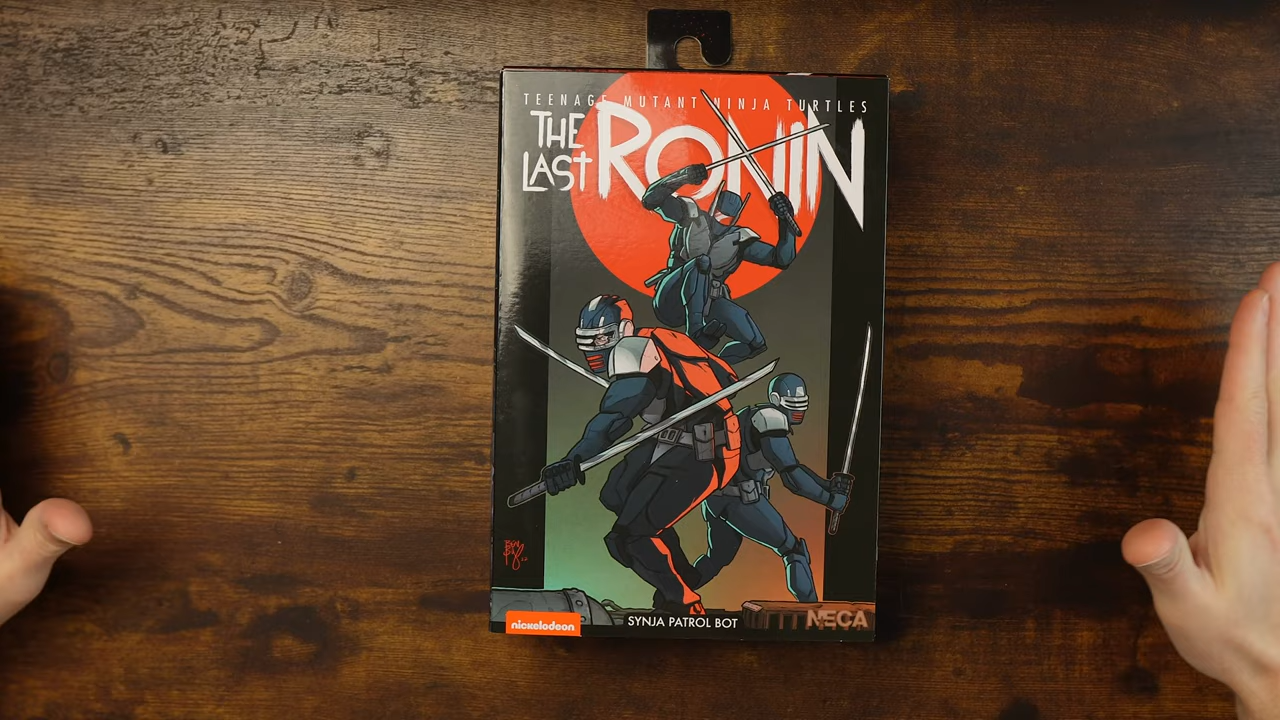 TEENAGE MUTANT NINJA TURTLES
THE
LAST
RONIN
nickelodeon
SYNJA PATROL BOT
NECA